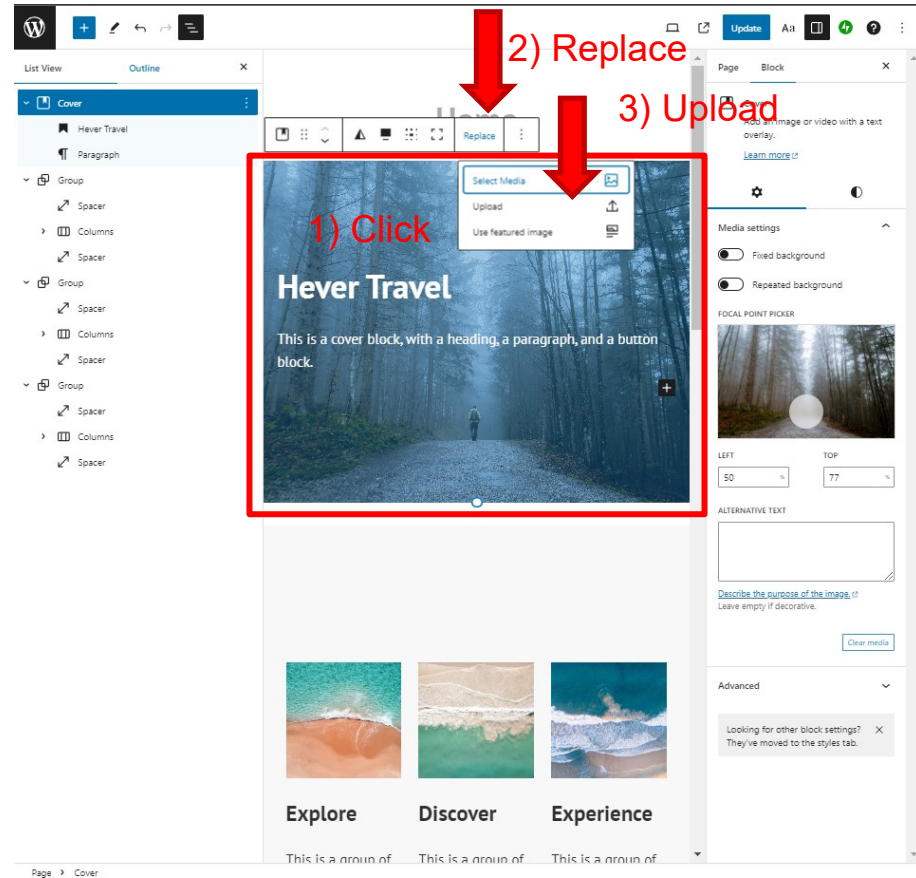 Update
Aa
2) Replace
List View
Outline
Page
Block
Cover
Hever Travel
Paragraph
Group
Spacer
Columns
Spacer
Group
Spacer
Columns
Spacer
Group
Spacer
Columns
Spacer
Home
Replace
3) Upload
Select Media
Upload
Use featured image
1) Click
Hever Travel
This is a cover block, with a heading, a paragraph, and a button
block.
Explore
Discover
Experience
This is a group of
This is a group of
This is a group of
Cover
Add an image or video with a text
overlay.
Learn more
Media settings
Fixed background
Repeated background
FOCAL POINT PICKER
LEFT
TOP
50 %
77 %
ALTERNATIVE TEXT
Describe the purpose of the image.
Leave empty if decorative.
Clear media
Advanced
Looking for other block settings?
They've moved to the styles tab.
Page > Cover